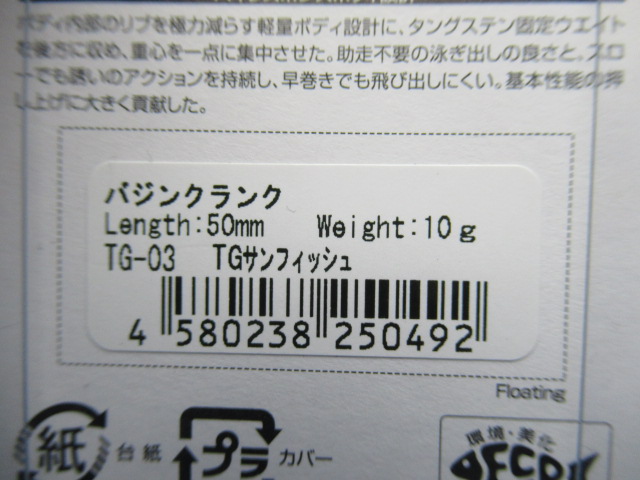 ボディ内部のリブを極力減らす軽量ボディ設計に、タングステン固定ウエイト
を後方に収め、重心を一点に集中させた。助走不要の泳ぎ出しの良さと、スロ
ーでも誘いのアクションを持続し、早巻きでも飛び出しにくい。基本性能の押
し上げに大きく貢献した。
バジンクランク
Length:50mm Weight:10g
TG-03 TGサンフィッシュ
4 580238 250492
Floating
紙 台紙 プラ カバー
環境・美化